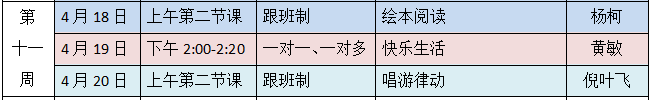 第十一周
4月18日 上午第二节课 跟班制 绘本阅读 杨柯
4月19日 下午2:00-2:20 一对一、一对多 快乐生活 黄敏
4月20日 上午第二节课 跟班制 唱游律动 倪叶飞